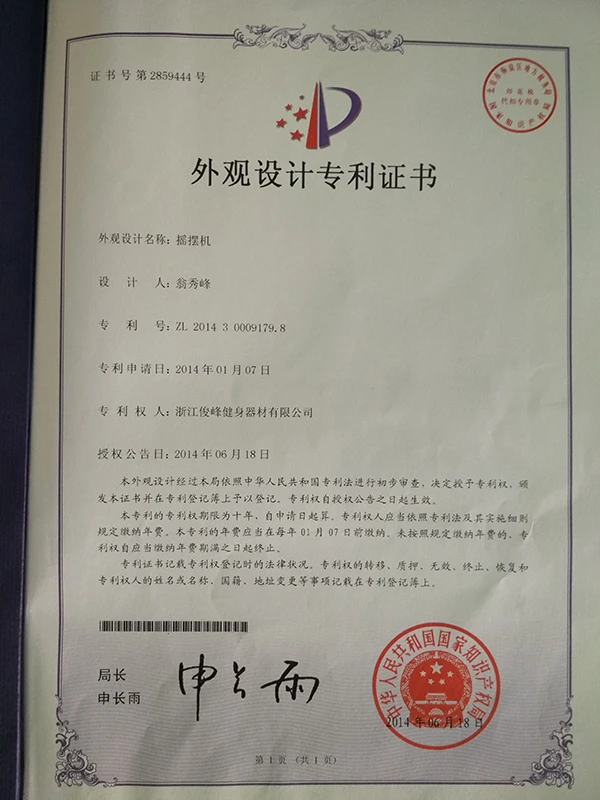 证书号第2859444号
外观设计专利证书
外观设计名称：摇摆机
设计人：翁秀峰
专利号：ZL 2014 3 0009179.8
专利申请日：2014年01月07日
专利权人：浙江俊峰健身器材有限公司
授权公告日：2014年06月18日
本外观设计经过本局依照中华人民共和国专利法进行初步审查，决定授予专利权，颁
发本证书并在专利登记簿上予以登记。专利权自授权公告之日起生效。
本专利的专利权期限为十年，自申请日起算。专利权人应当依照专利法及其实施细则
规定缴纳年费。本专利的年费应当在每年01月07日前缴纳。未按照规定缴纳年费的，专
利权自应当缴纳年费期满之日起终止。
专利证书记载专利权登记时的法律状况。专利权的转移、质押、无效、终止、恢复和
专利权人的姓名或名称、国籍、地址变更等事项记载在专利登记簿上。
局长
申长雨
申长雨
中华人民共和国国家知识产权局
2014年06月18日
第1页（共1页）